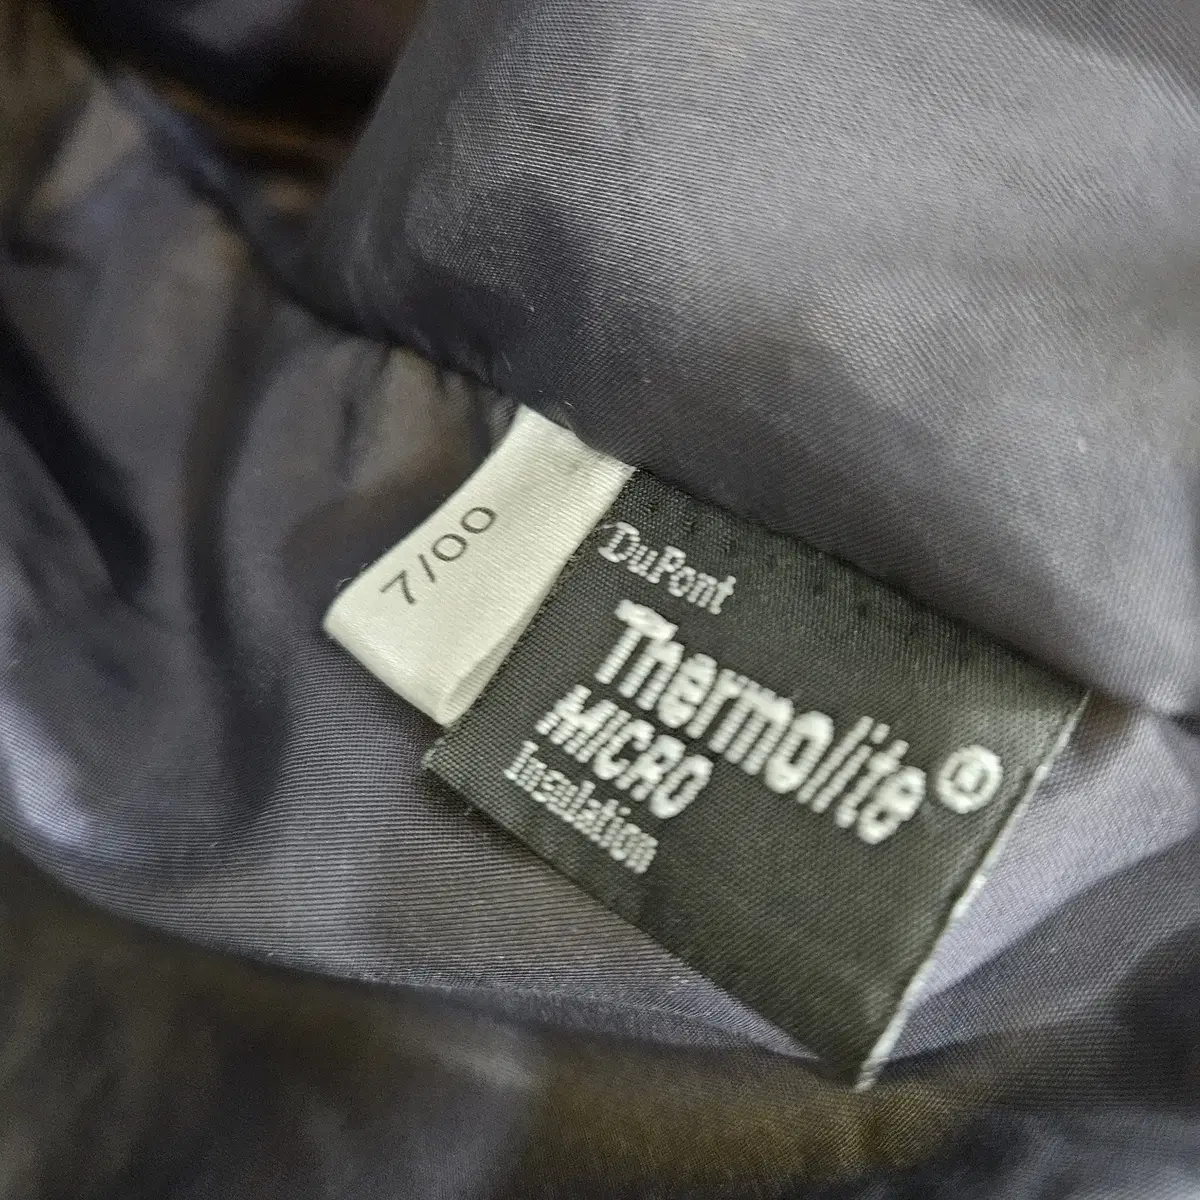 7/00
DuPont
Thermolite®
MICRO
Insulation